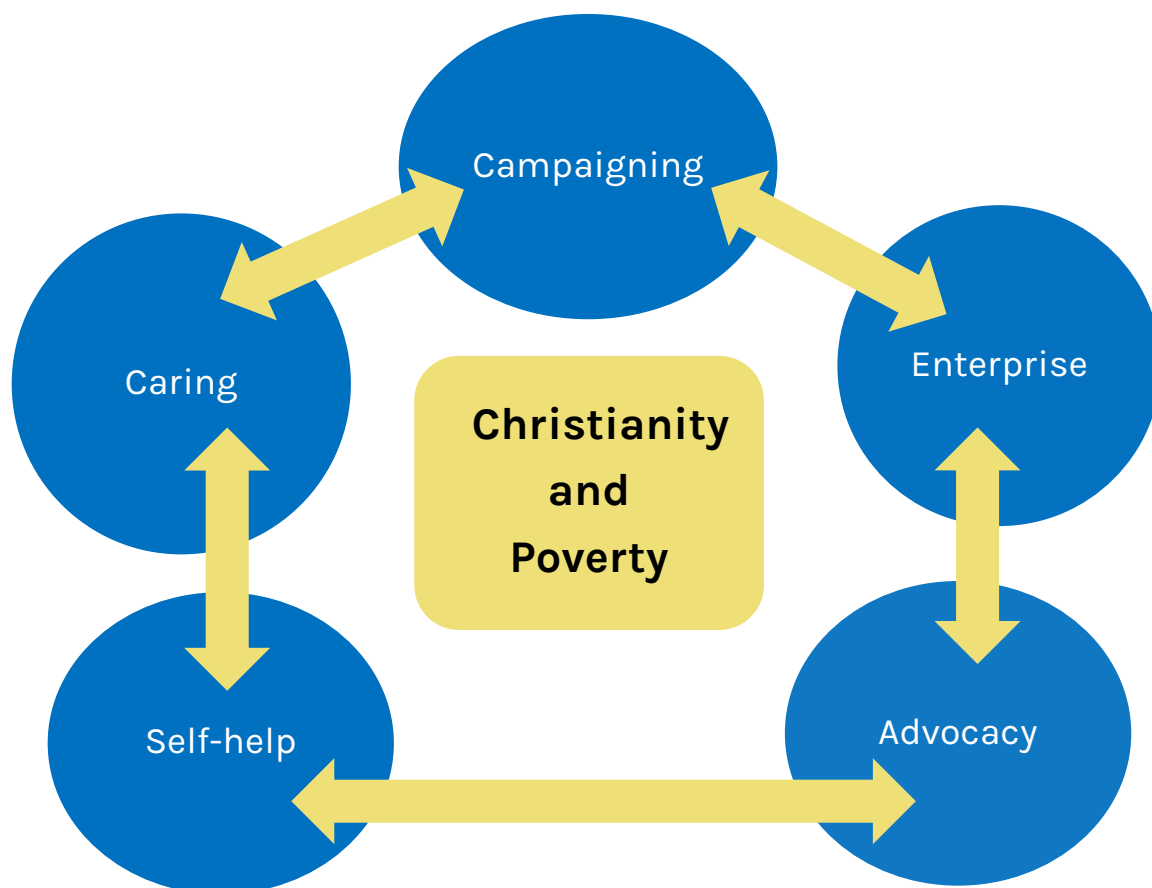 Campaigning
Enterprise
Caring
Christianity
and
Poverty
Advocacy
Self-help